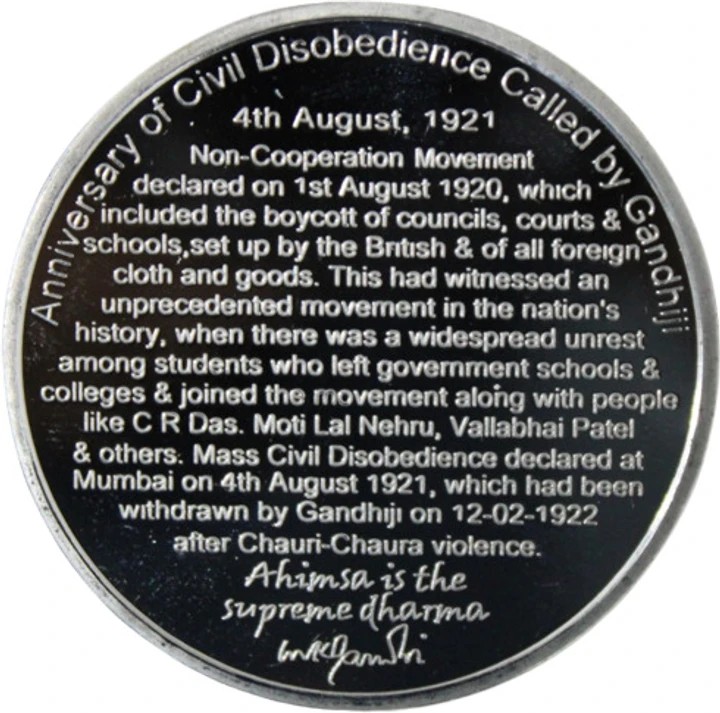 Anniversary of Civil Disobedience Called by Gandhiji
4th August, 1921
Non-Cooperation Movement
declared on 1st August 1920, which
included the boycott of councils, courts &
schools,set up by the British & of all foreign
cloth and goods. This had witnessed an
unprecedented movement in the nation's
history, when there was a widespread unrest
among students who left government schools &
colleges & joined the movement along with people
like C R Das. Moti Lal Nehru, Vallabhai Patel
& others. Mass Civil Disobedience declared at
Mumbai on 4th August 1921, which had been
withdrawn by Gandhiji on 12-02-1922
after Chauri-Chaura violence.
Ahimsa is the
supreme dharma
MKGandhi